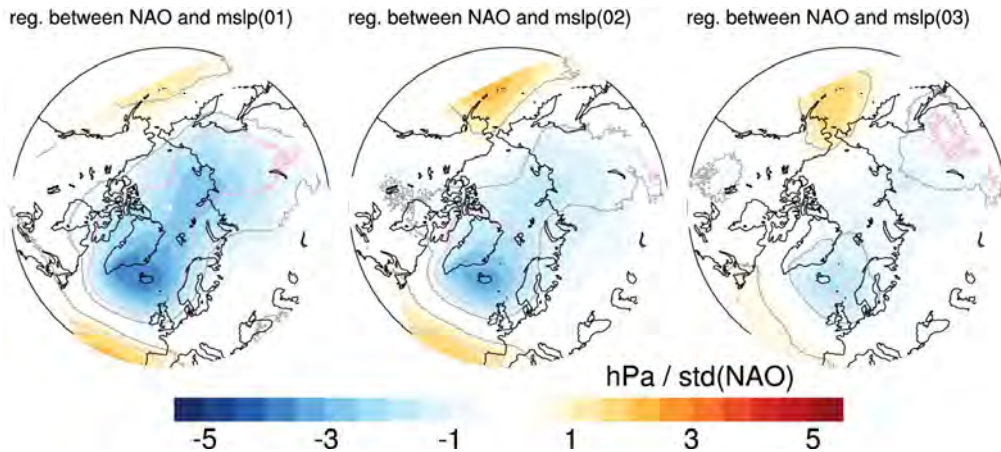 reg. between NAO and mslp(01)
reg. between NAO and mslp(02)
reg. between NAO and mslp(03)
hPa / std(NAO)
-5 -3 -1 1 3 5